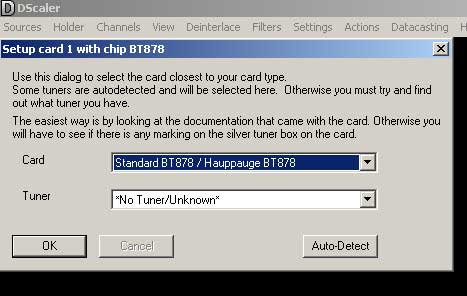 DScaler
Sources Holder Channels View Deinterlace Filters Settings Actions Datacasting
Setup card 1 with chip BT878
Use this dialog to select the card closest to your card type.
Some tuners are autodetected and will be selected here. Otherwise you must try and find
out what tuner you have.
The easiest way is by looking at the documentation that came with the card. Otherwise you
will have to see if there is any marking on the silver tuner box on the card.
Card
Standard BT878 / Hauppauge BT878
Tuner
*No Tuner/Unknown*
OK
Cancel
Auto-Detect